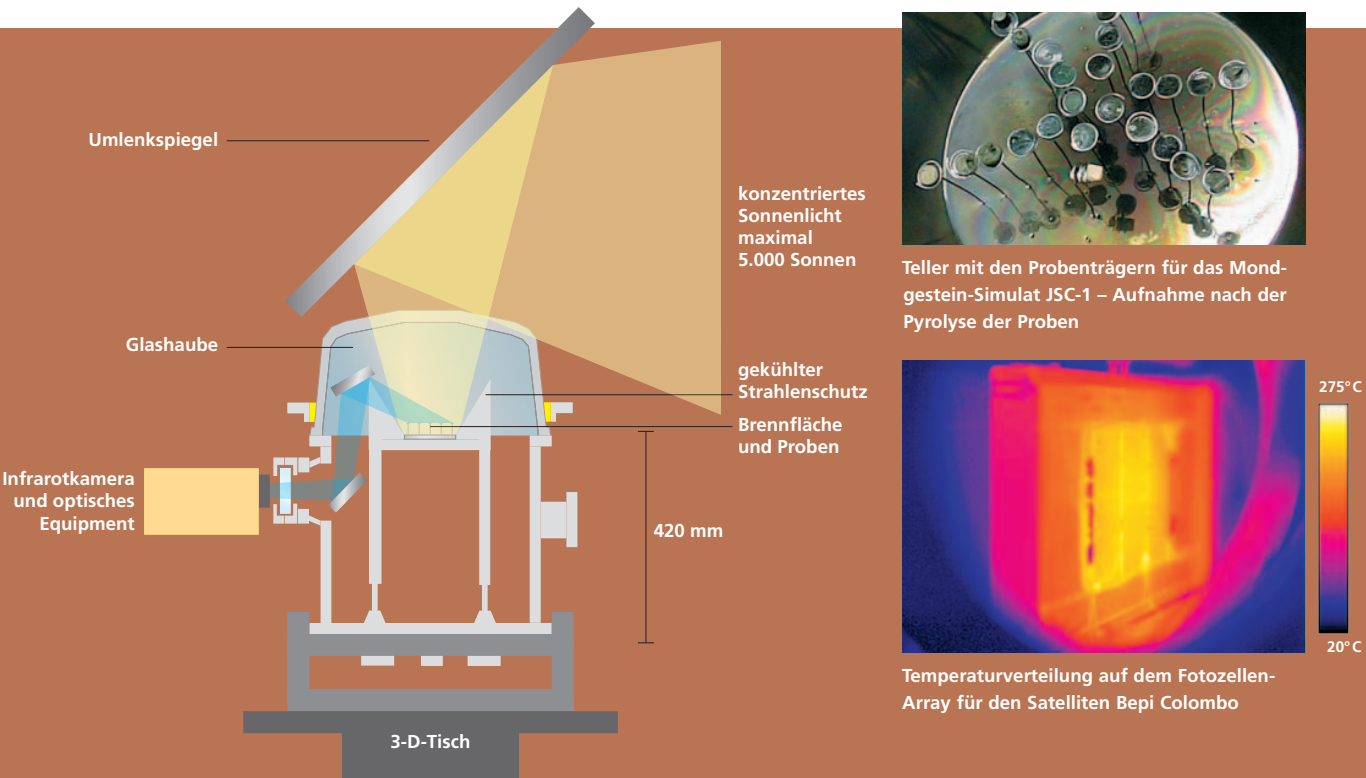 Umlenkspiegel
konzentriertes
Sonnenlicht
maximal
5.000 Sonnen
Glashaube
gekühlter
Strahlenschutz
Brennfläche
und Proben
Infrarotkamera
und optisches
Equipment
420 mm
3-D-Tisch
Teller mit den Probenträgern für das Mond-
gestein-Simulat JSC-1 – Aufnahme nach der
Pyrolyse der Proben
275°C
20°C
Temperaturverteilung auf dem Fotozellen-
Array für den Satelliten Bepi Colombo